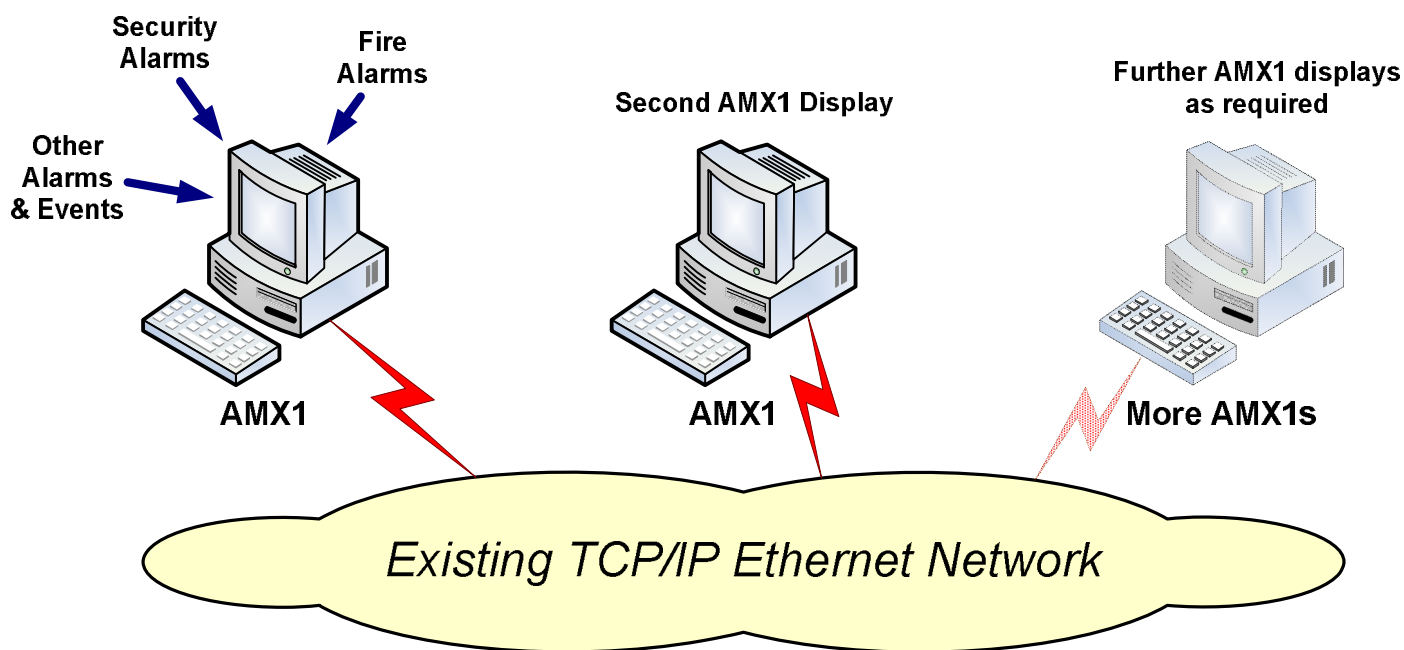 Security
Alarms
Fire
Alarms
Other
Alarms
& Events
Second AMX1 Display
Further AMX1 displays
as required
AMX1
AMX1
More AMX1s
Existing TCP/IP Ethernet Network